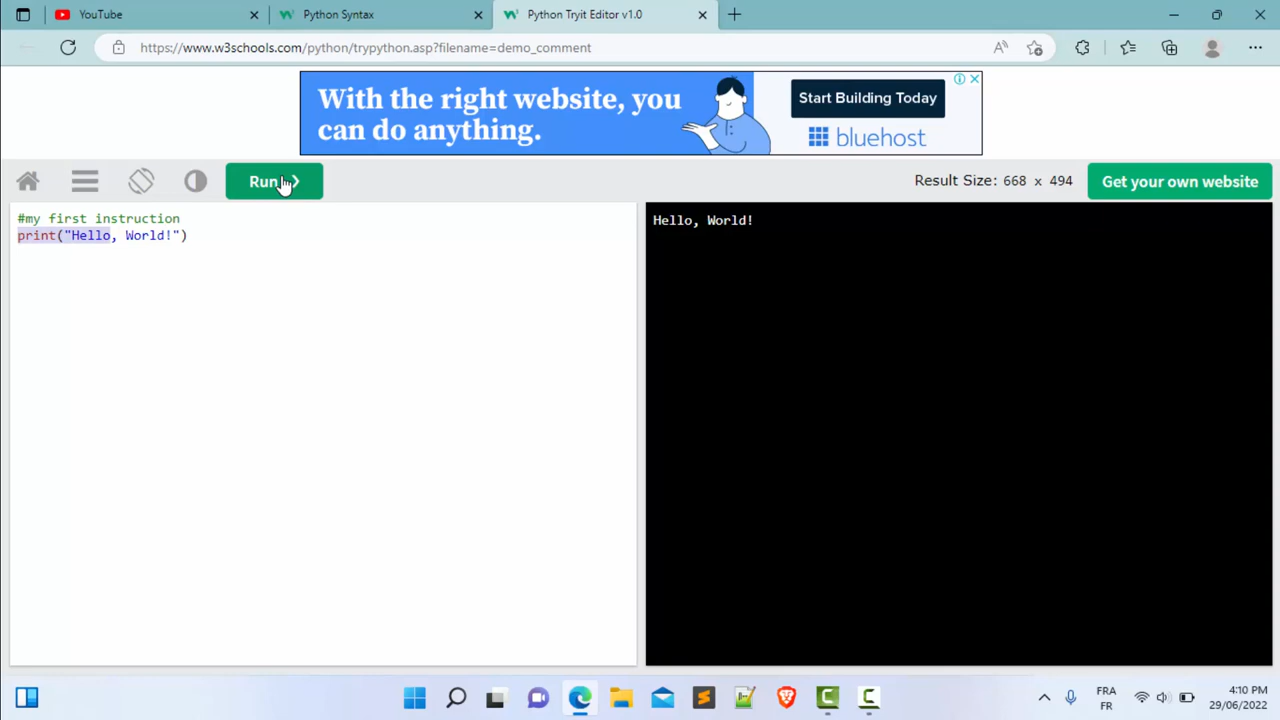 YouTube
Python Syntax
Python Tryit Editor v1.0
https://www.w3schools.com/python/trypython.asp?filename=demo_comment
With the right website, you
can do anything.
Start Building Today
bluehost
Run ❯
Result Size: 668 x 494
Get your own website
#my first instruction
print("Hello, World!")
Hello, World!
FRA
FR
4:10 PM
29/06/2022